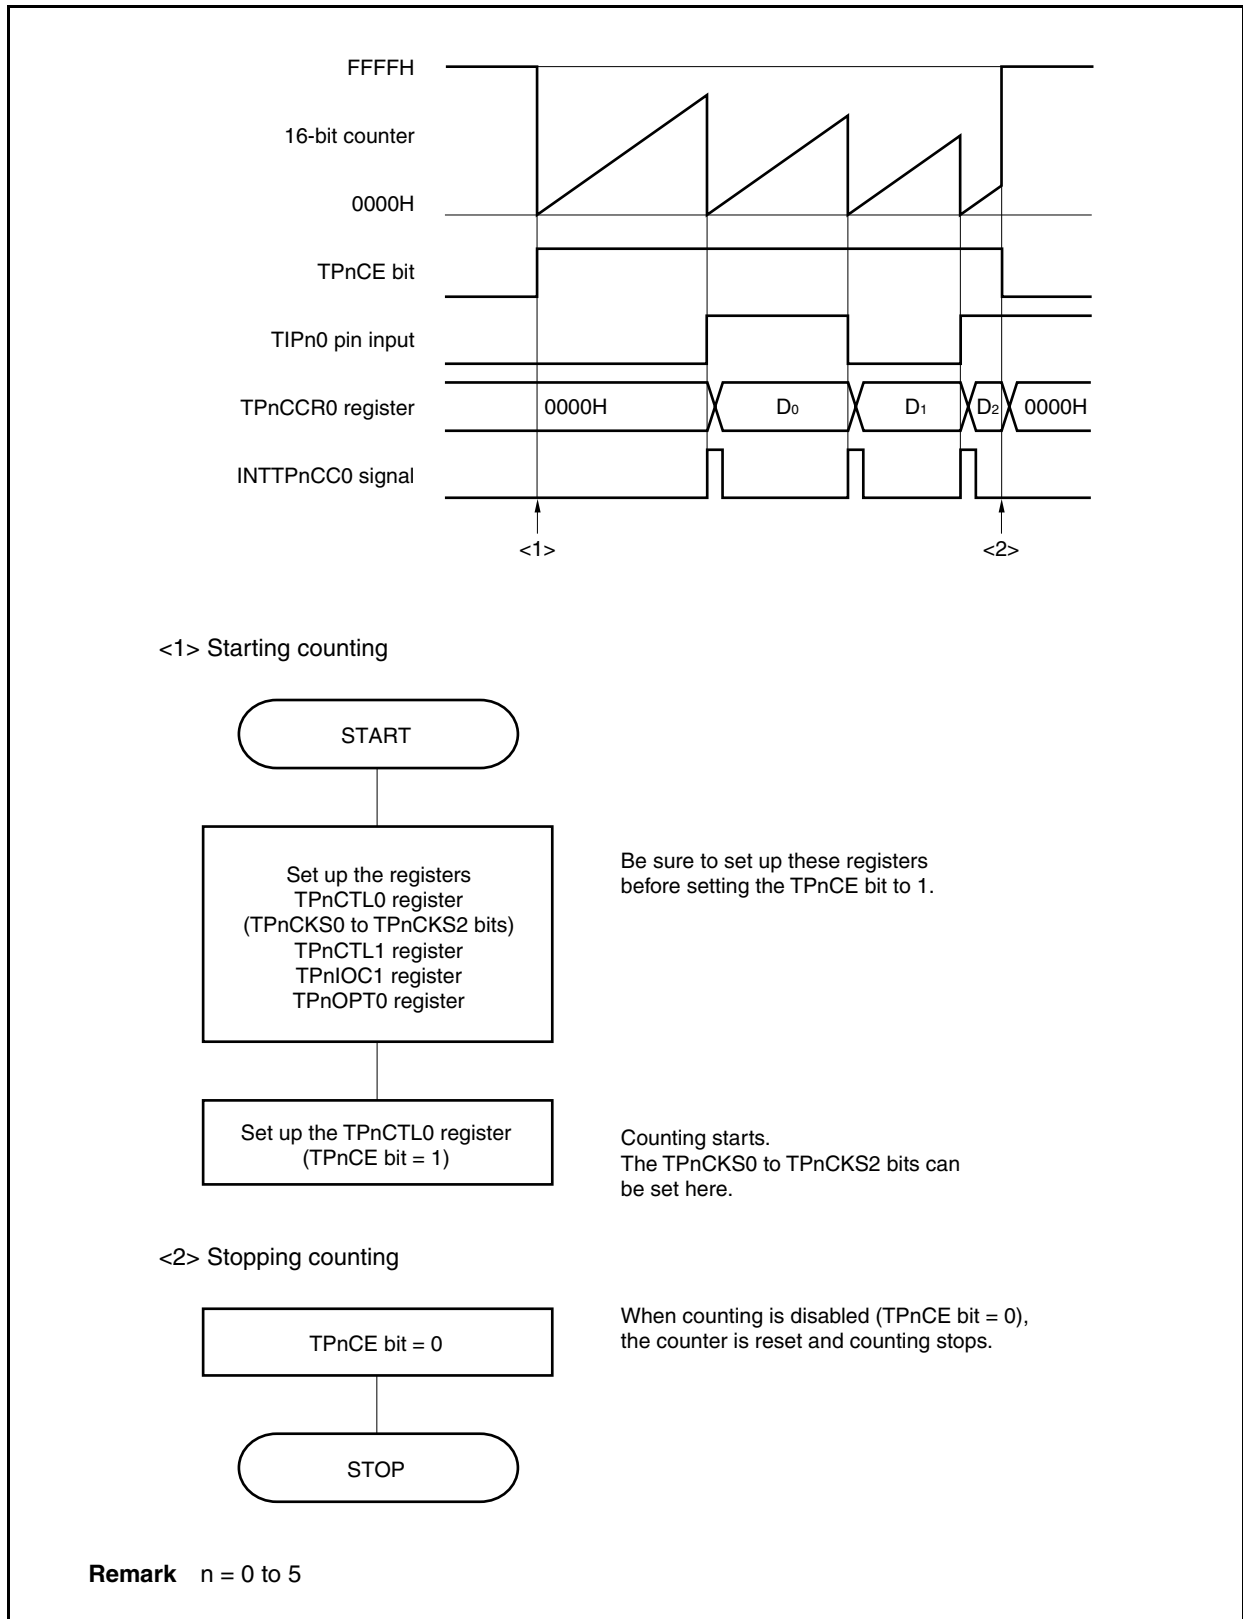 FFFFH
16-bit counter
0000H
TPnCE bit
TIPn0 pin input
TPnCCR0 register
0000H
D0
D1
D2
0000H
INTTPnCC0 signal
<1>
<2>
<1> Starting counting
START
Set up the registers
TPnCTL0 register
(TPnCKS0 to TPnCKS2 bits)
TPnCTL1 register
TPnIOC1 register
TPnOPT0 register
Be sure to set up these registers
before setting the TPnCE bit to 1.
Set up the TPnCTL0 register
(TPnCE bit = 1)
Counting starts.
The TPnCKS0 to TPnCKS2 bits can
be set here.
<2> Stopping counting
TPnCE bit = 0
When counting is disabled (TPnCE bit = 0),
the counter is reset and counting stops.
STOP
Remark n = 0 to 5